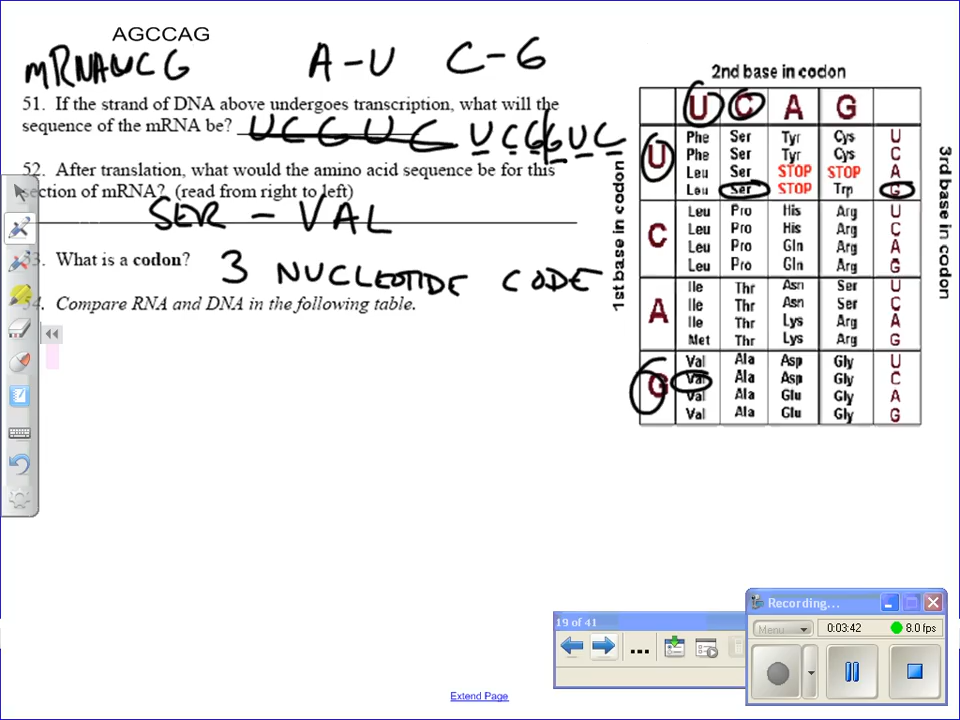 AGCCAG
mRNA UCG A-U C-G
51. If the strand of DNA above undergoes transcription, what will the
sequence of the mRNA be? UCGUC UCGGUC
52. After translation, what would the amino acid sequence be for this
section of mRNA? (read from right to left)
SER - VAL
53. What is a codon? 3 NUCLEOTIDE CODE
54. Compare RNA and DNA in the following table.
2nd base in codon
U C A G
1st base in codon
3rd base in codon
U
Phe Ser Tyr Cys U
Phe Ser Tyr Cys C
Leu Ser STOP STOP A
Leu Ser STOP Trp G
C
Leu Pro His Arg U
Leu Pro His Arg C
Leu Pro Gln Arg A
Leu Pro Gln Arg G
A
Ile Thr Asn Ser U
Ile Thr Asn Ser C
Ile Thr Lys Arg A
Met Thr Lys Arg G
G
Val Ala Asp Gly U
Val Ala Asp Gly C
Val Ala Glu Gly A
Val Ala Glu Gly G
19 of 41
Recording...
Menu 0:03:42 8.0 fps
Extend Page